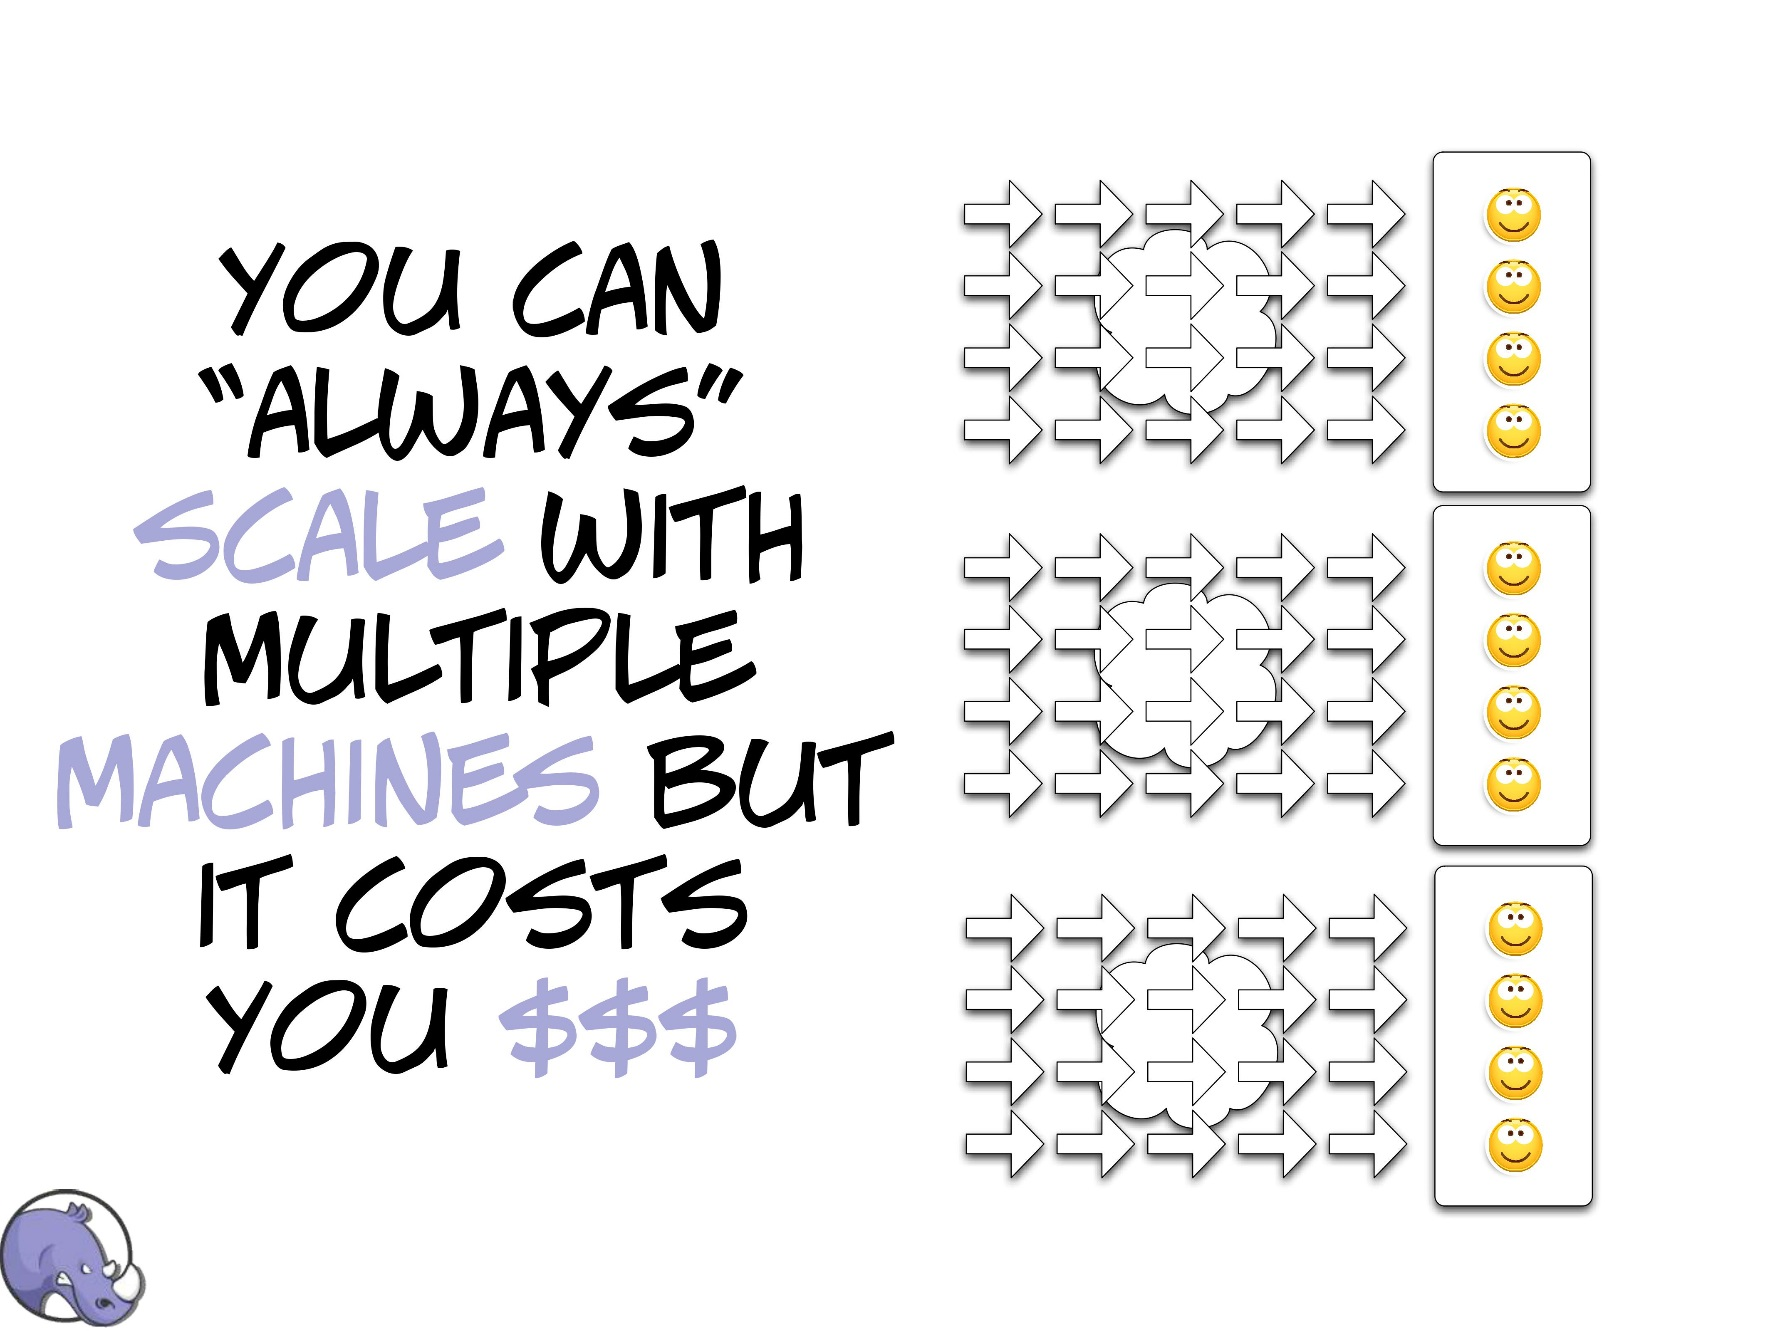 YOU CAN
“ALWAYS”
SCALE WITH
MULTIPLE
MACHINES BUT
IT COSTS
YOU $$$